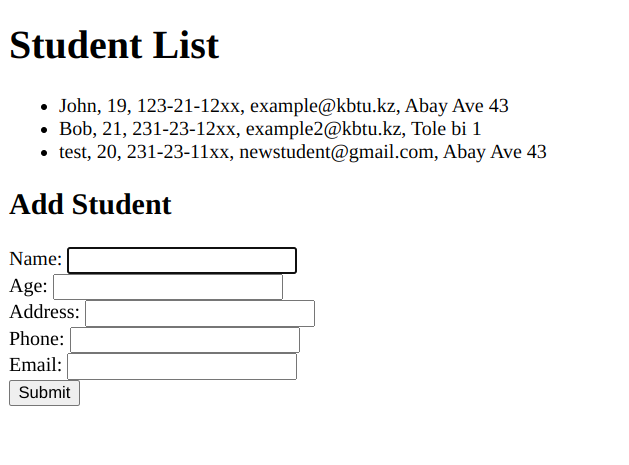 Student List
John, 19, 123-21-12xx, example@kbtu.kz, Abay Ave 43
Bob, 21, 231-23-12xx, example2@kbtu.kz, Tole bi 1
test, 20, 231-23-11xx, newstudent@gmail.com, Abay Ave 43
Add Student
Name:
Age:
Address:
Phone:
Email:
Submit